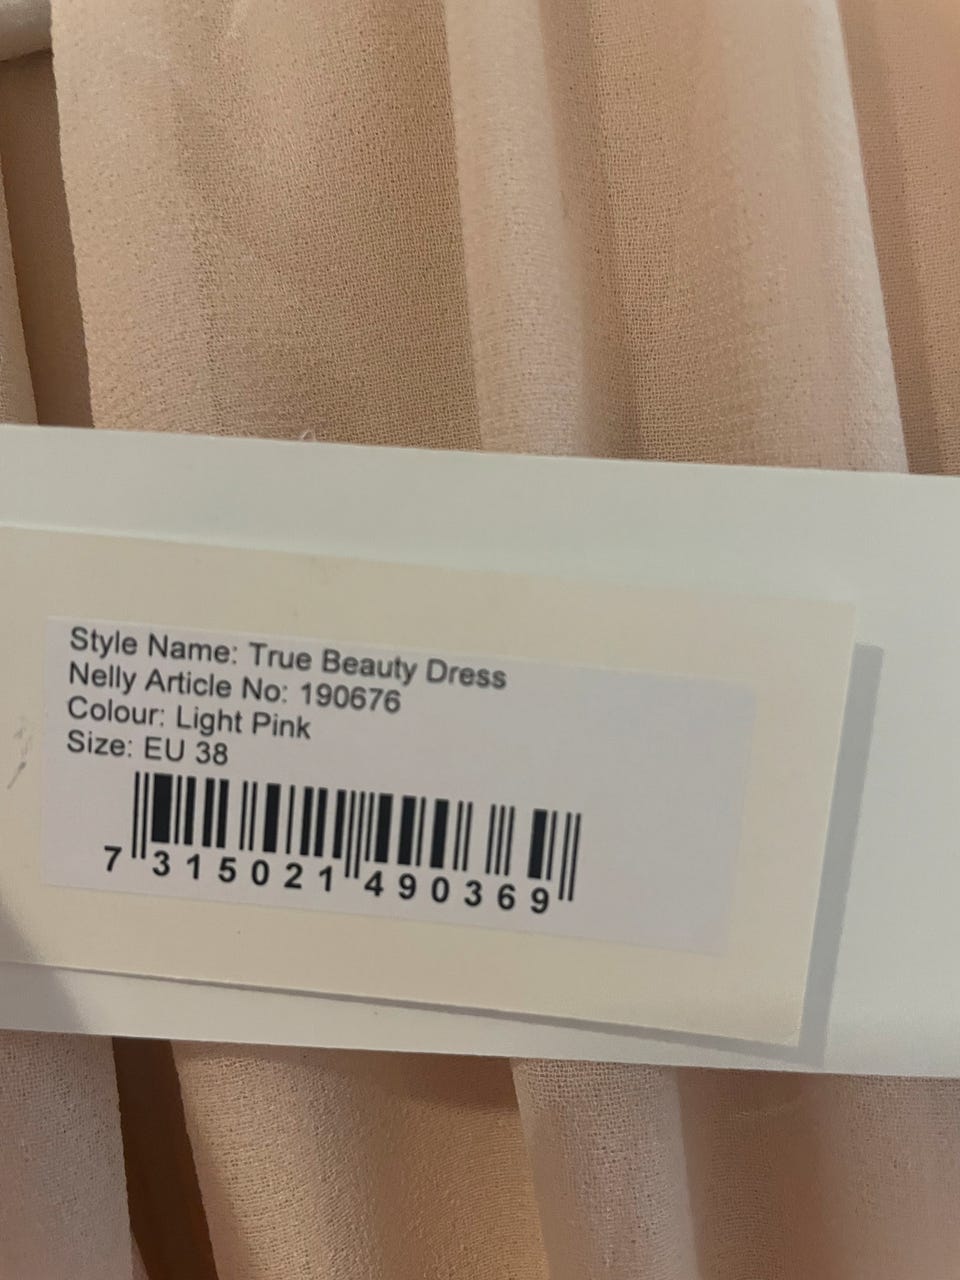 Style Name: True Beauty Dress
Nelly Article No: 190676
Colour: Light Pink
Size: EU 38
7 315021 490369